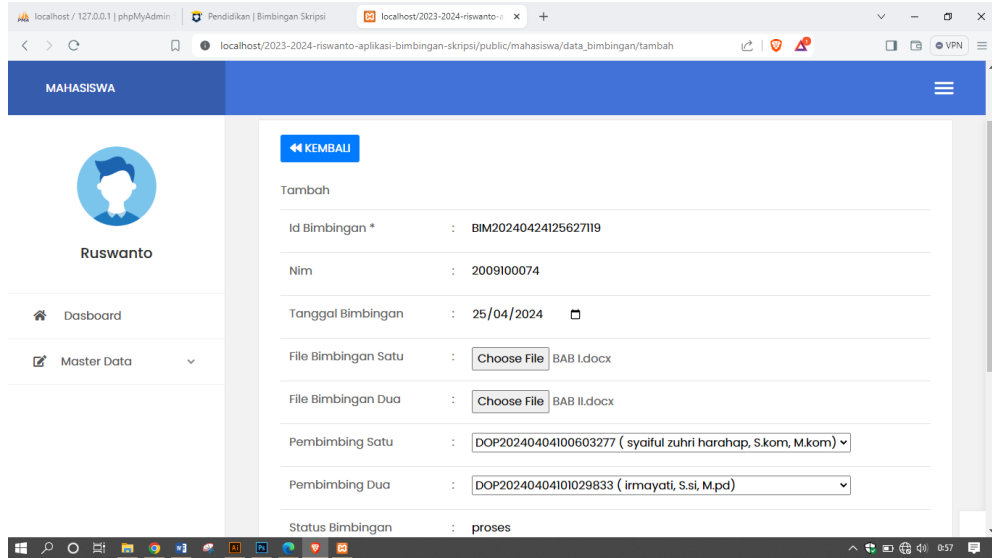 localhost / 127.0.0.1 | phpMyAdmin
Pendidikan | Bimbingan Skripsi
localhost/2023-2024-riswanto-a
localhost/2023-2024-riswanto-aplikasi-bimbingan-skripsi/public/mahasiswa/data_bimbingan/tambah
VPN
MAHASISWA
KEMBALI
Tambah
Id Bimbingan * : BIM20240424125627119
Ruswanto
Nim : 2009100074
Dasboard
Tanggal Bimbingan : 25/04/2024
Master Data
File Bimbingan Satu : Choose File BAB I.docx
File Bimbingan Dua : Choose File BAB II.docx
Pembimbing Satu : DOP20240404100603277 ( syaiful zuhri harahap, S.kom, M.kom)
Pembimbing Dua : DOP20240404101029833 ( irmayati, S.si, M.pd)
Status Bimbingan : proses
0:57